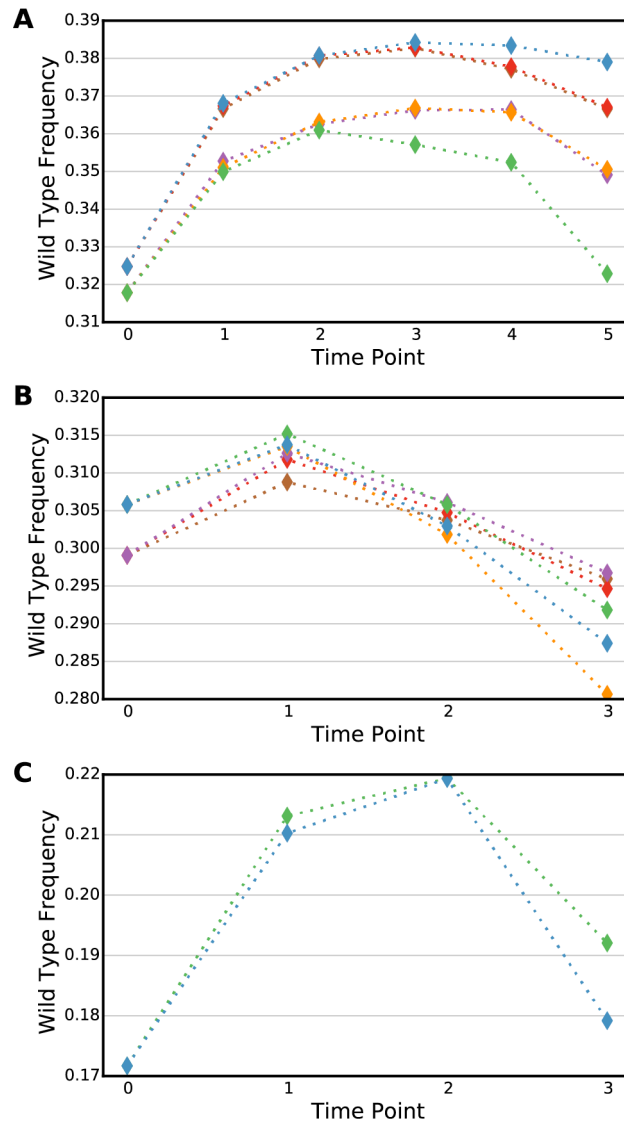 A
0.39
0.38
0.37
0.36
0.35
0.34
0.33
0.32
0.31
Wild Type Frequency
0 1 2 3 4 5
Time Point
B
0.320
0.315
0.310
0.305
0.300
0.295
0.290
0.285
0.280
Wild Type Frequency
0 1 2 3
Time Point
C
0.22
0.21
0.20
0.19
0.18
0.17
Wild Type Frequency
0 1 2 3
Time Point